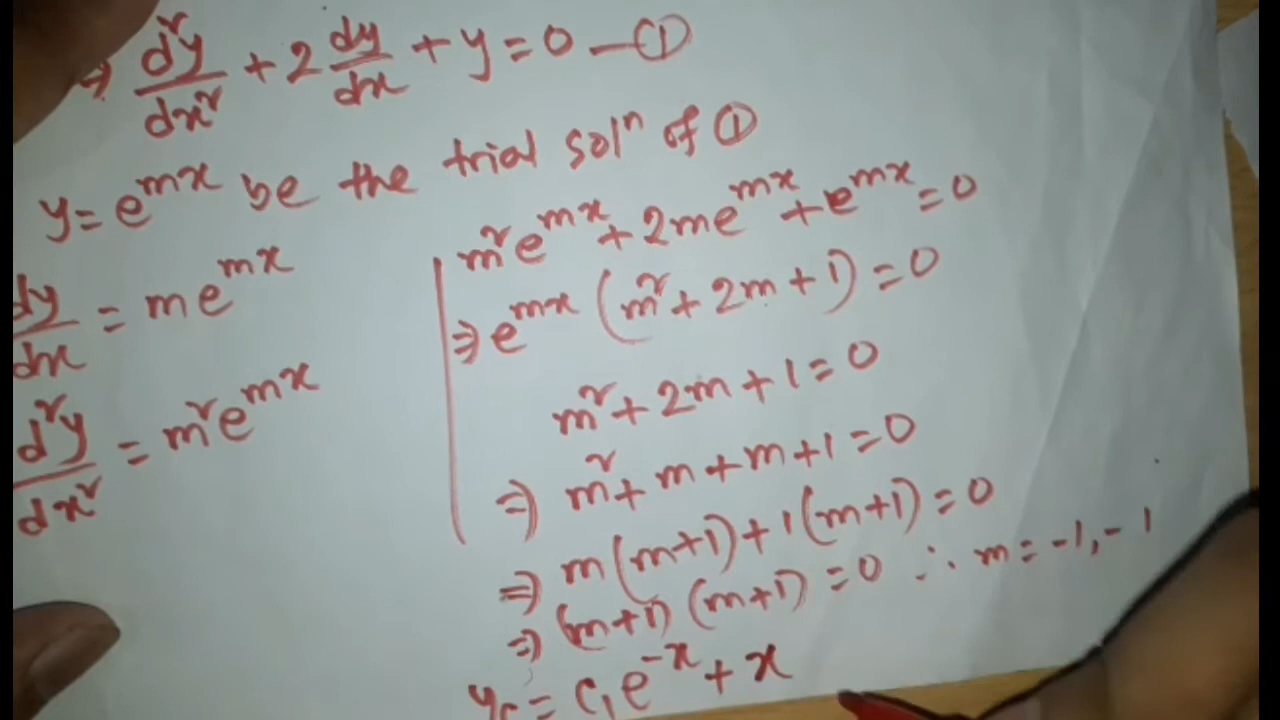 ⇒ d²y/dx² + 2 dy/dx + y = 0 — ①
y = e^mx be the trial solⁿ of ①
dy/dx = me^mx
d²y/dx² = m²e^mx
m²e^mx + 2me^mx + e^mx = 0
⇒ e^mx (m² + 2m + 1) = 0
m² + 2m + 1 = 0
⇒ m² + m + m + 1 = 0
⇒ m(m+1) + 1(m+1) = 0
⇒ (m+1) (m+1) = 0 ∴ m = -1, -1
y_c = c₁e^-x + x